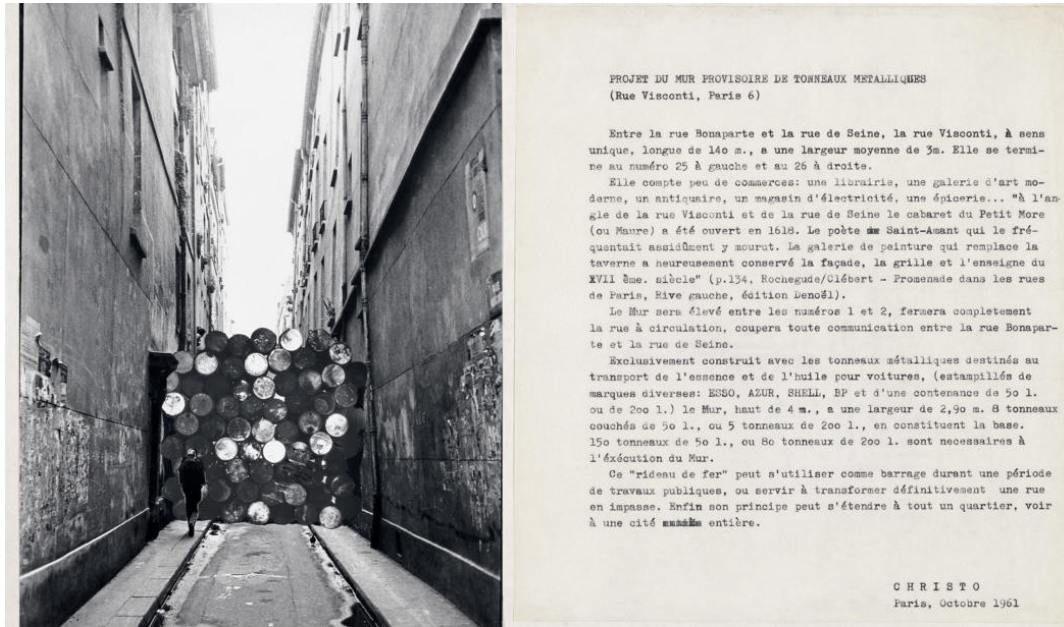 PROJET DU MUR PROVISOIRE DE TONNEAUX METALLIQUES
(Rue Visconti, Paris 6)
Entre la rue Bonaparte et la rue de Seine, la rue Visconti, à sens
unique, longue de 140 m., a une largeur moyenne de 3m. Elle se termi-
ne au numéro 25 à gauche et au 26 à droite.
Elle compte peu de commerces: une librairie, une galerie d'art mo-
derne, un antiquaire, un magasin d'électricité, une épicerie... "à l'an-
gle de la rue Visconti et de la rue de Seine le cabaret du Petit More
(ou Maure) a été ouvert en 1618. Le poète Saint-Amant qui le fré-
quentait assidûment y mourut. La galerie de peinture qui remplace la
taverne a heureusement conservé la façade, la grille et l'enseigne du
XVII ème. siècle" (p.134, Rochegude/Clébert - Promenade dans les rues
de Paris, Rive gauche, édition Denoël).
Le Mur sera élevé entre les numéros 1 et 2, fermera completement
la rue à circulation, coupera toute communication entre la rue Bonapar-
te et la rue de Seine.
Exclusivement construit avec les tonneaux métalliques destinés au
transport de l'essence et de l'huile pour voitures, (estampillés de
marques diverses: ESSO, AZUR, SHELL, BP et d'une contenance de 50 l.
ou de 200 l.) le Mur, haut de 4 m., a une largeur de 2,90 m. 8 tonneaux
couchés de 50 l., ou 5 tonneaux de 200 l., en constituent la base.
150 tonneaux de 50 l., ou 80 tonneaux de 200 l. sont necessaires à
l'éxécution du Mur.
Ce "rideau de fer" peut s'utiliser comme barrage durant une période
de travaux publiques, ou servir à transformer définitivement une rue
en impasse. Enfin son principe peut s'étendre à tout un quartier, voir
à une cité entière.
CHRISTO
Paris, Octobre 1961